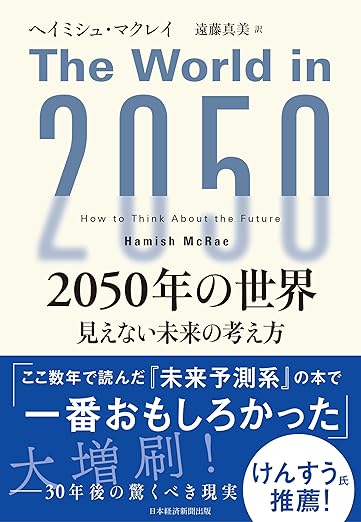 ヘイミシュ・マクレイ 遠藤真美 訳
The World in
2050
How to Think About the Future
Hamish McRae
2050年の世界
見えない未来の考え方
「ここ数年で読んだ『未来予測系』の本で
一番おもしろかった」
大増刷!
けんすう氏
推薦!
——30年後の驚くべき現実
日本経済新聞出版